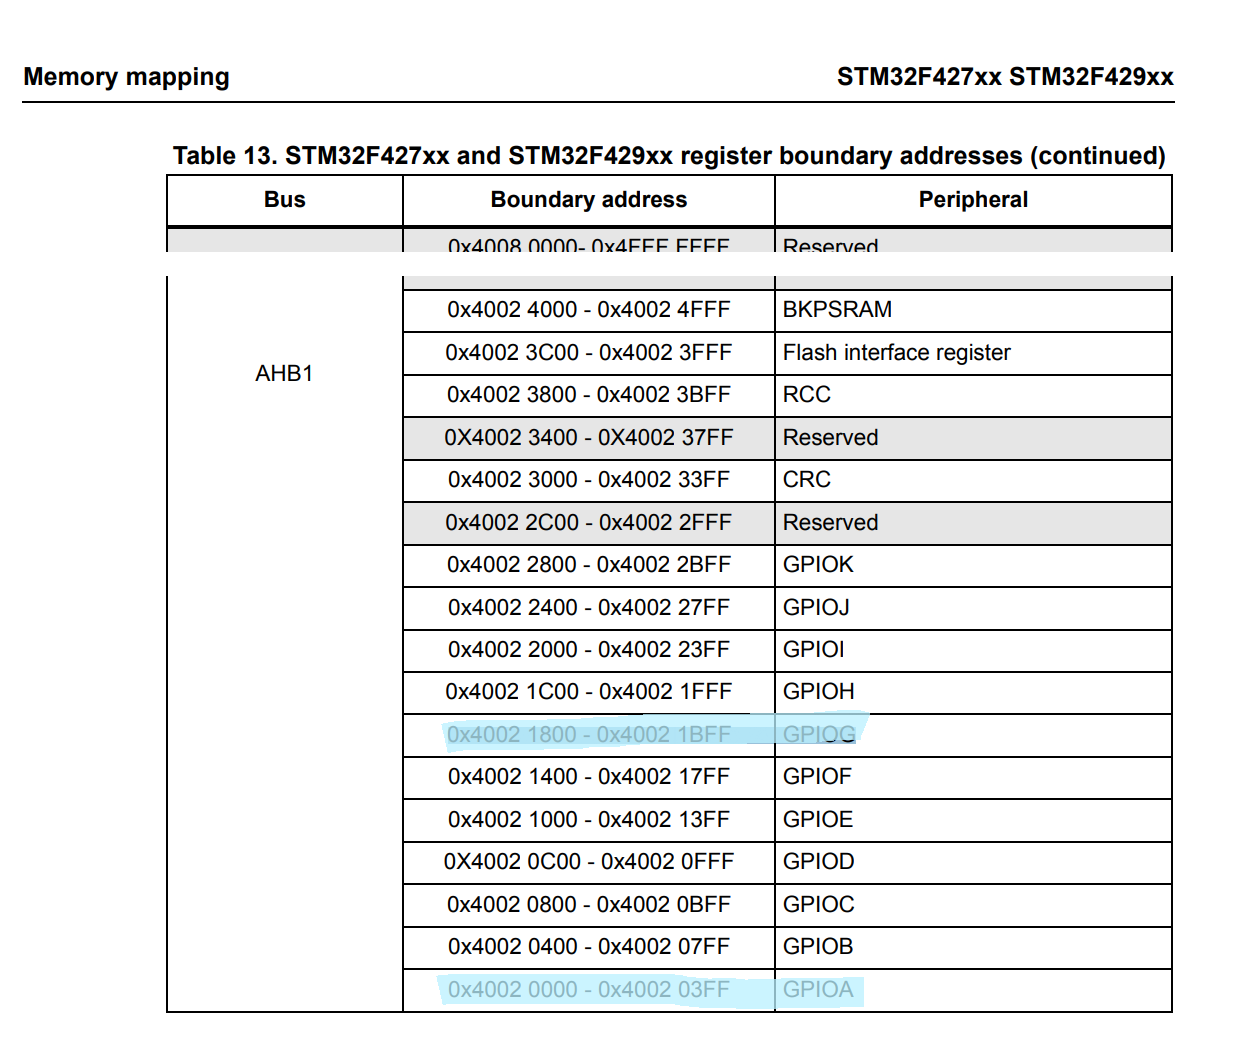 Memory mapping STM32F427xx STM32F429xx
Table 13. STM32F427xx and STM32F429xx register boundary addresses (continued)
Bus Boundary address Peripheral
0x4008 0000- 0x4FFF FFFF Reserved
0x4002 4000 - 0x4002 4FFF BKPSRAM
0x4002 3C00 - 0x4002 3FFF Flash interface register
AHB1
0x4002 3800 - 0x4002 3BFF RCC
0X4002 3400 - 0X4002 37FF Reserved
0x4002 3000 - 0x4002 33FF CRC
0x4002 2C00 - 0x4002 2FFF Reserved
0x4002 2800 - 0x4002 2BFF GPIOK
0x4002 2400 - 0x4002 27FF GPIOJ
0x4002 2000 - 0x4002 23FF GPIOI
0x4002 1C00 - 0x4002 1FFF GPIOH
0x4002 1800 - 0x4002 1BFF GPIOG
0x4002 1400 - 0x4002 17FF GPIOF
0x4002 1000 - 0x4002 13FF GPIOE
0X4002 0C00 - 0x4002 0FFF GPIOD
0x4002 0800 - 0x4002 0BFF GPIOC
0x4002 0400 - 0x4002 07FF GPIOB
0x4002 0000 - 0x4002 03FF GPIOA